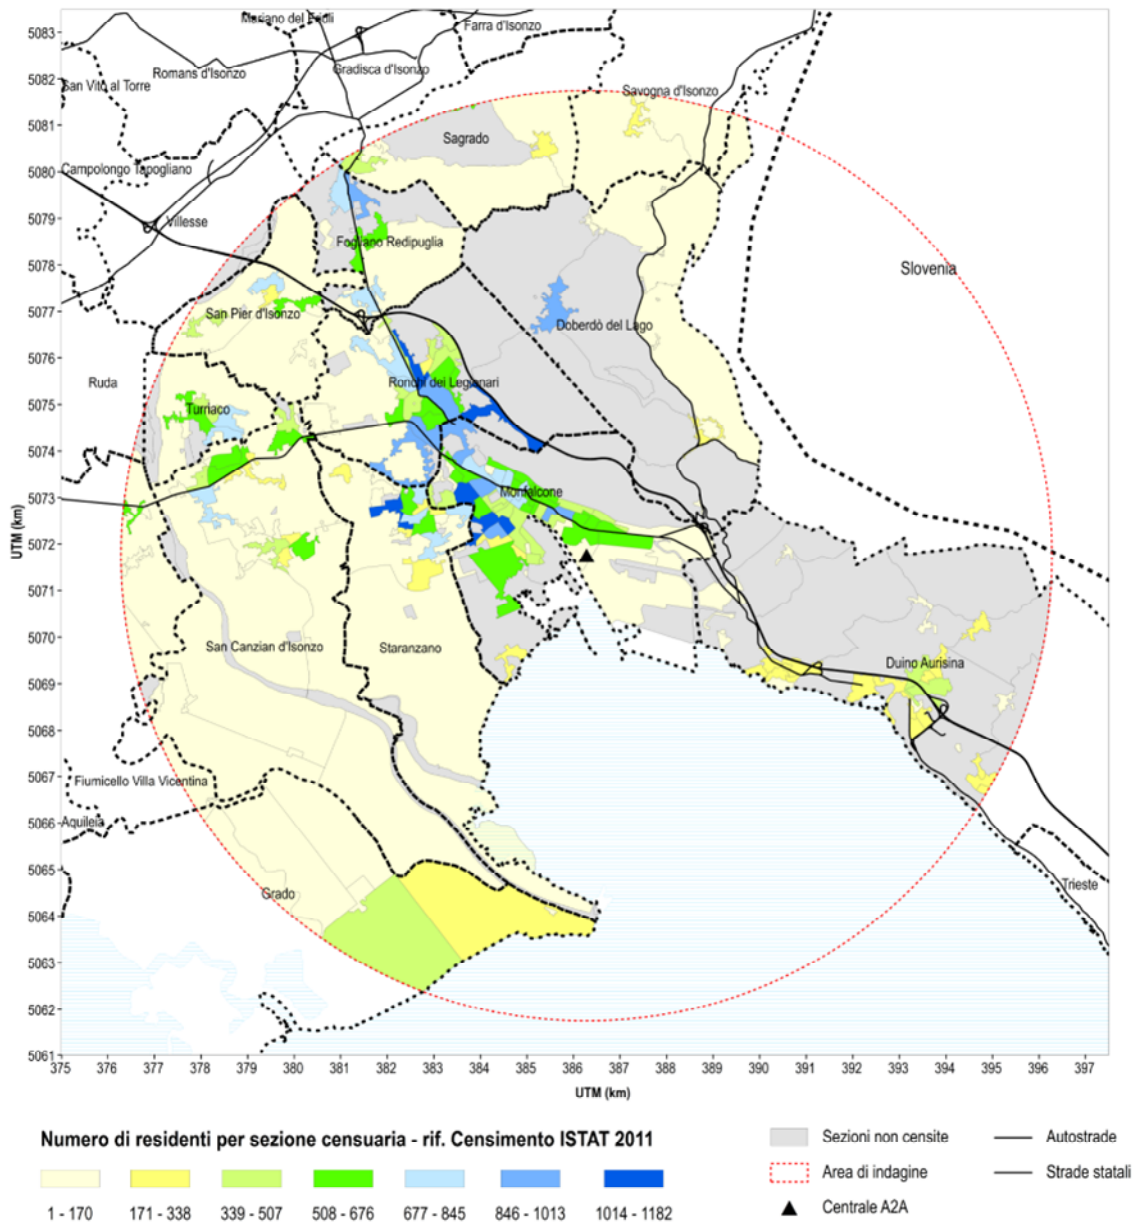 5083
5082
5081
5080
5079
5078
5077
5076
5075
5074
5073
5072
5071
5070
5069
5068
5067
5066
5065
5064
5063
5062
5061
UTM (km)
Mariano del Friuli
Farra d'Isonzo
Romans d'Isonzo
Gradisca d'Isonzo
San Vito al Torre
Savogna d'Isonzo
Sagrado
Campolongo Tapogliano
Villesse
Fogliano Redipuglia
Slovenia
San Pier d'Isonzo
Doberdò del Lago
Ruda
Ronchi dei Legionari
Turriaco
Monfalcone
San Canzian d'Isonzo
Staranzano
Duino Aurisina
Fiumicello Villa Vicentina
Aquileia
Grado
Trieste
375 376 377 378 379 380 381 382 383 384 385 386 387 388 389 390 391 392 393 394 395 396 397
UTM (km)
Numero di residenti per sezione censuaria - rif. Censimento ISTAT 2011
1 - 170
171 - 338
339 - 507
508 - 676
677 - 845
846 - 1013
1014 - 1182
Sezioni non censite
Area di indagine
Centrale A2A
Autostrade
Strade statali